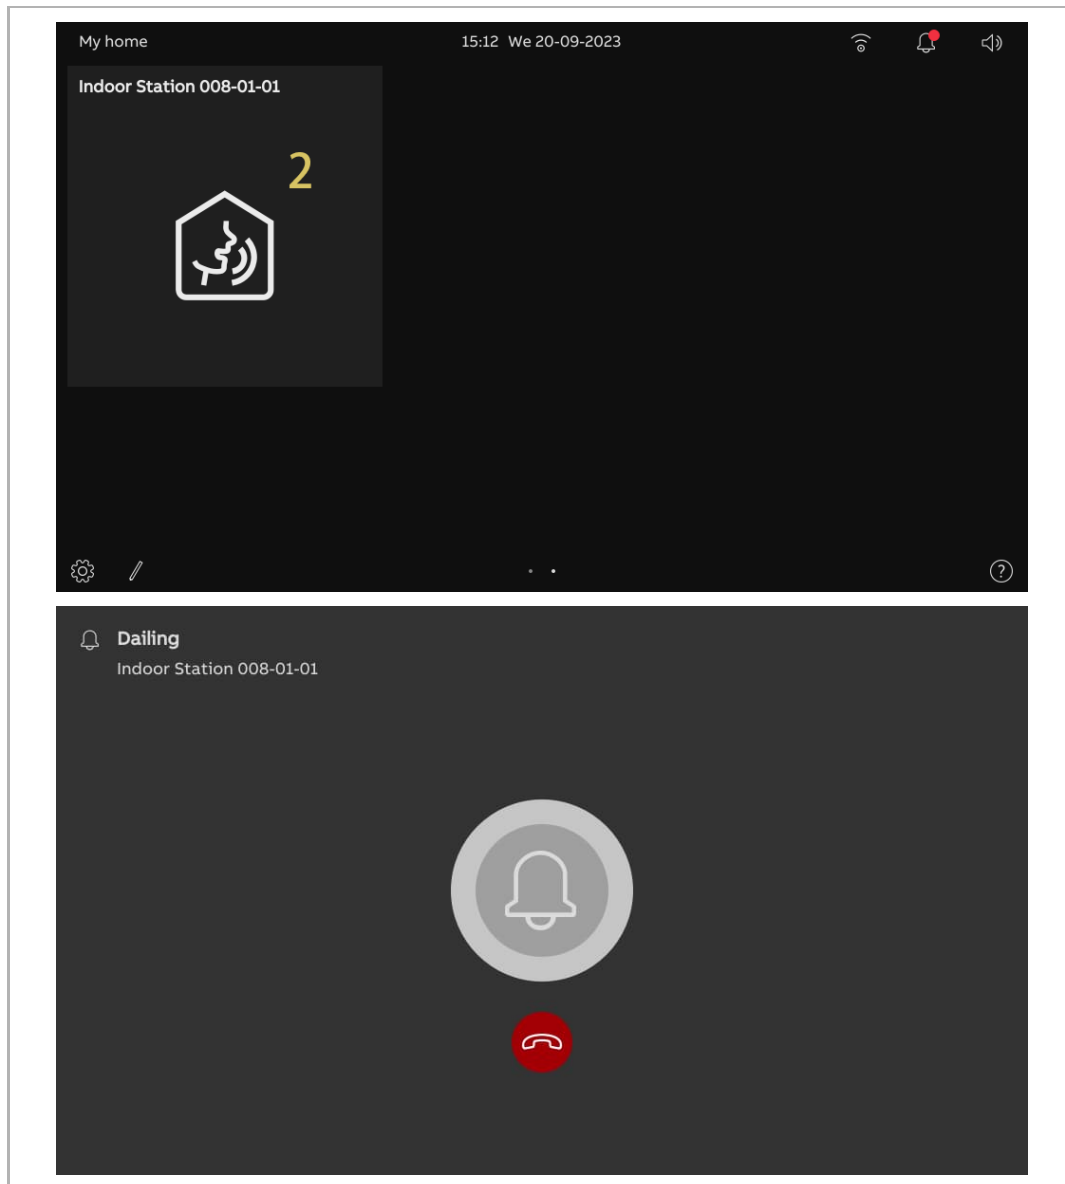 My home
15:12 We 20-09-2023
Indoor Station 008-01-01
2
?
Dailing
Indoor Station 008-01-01